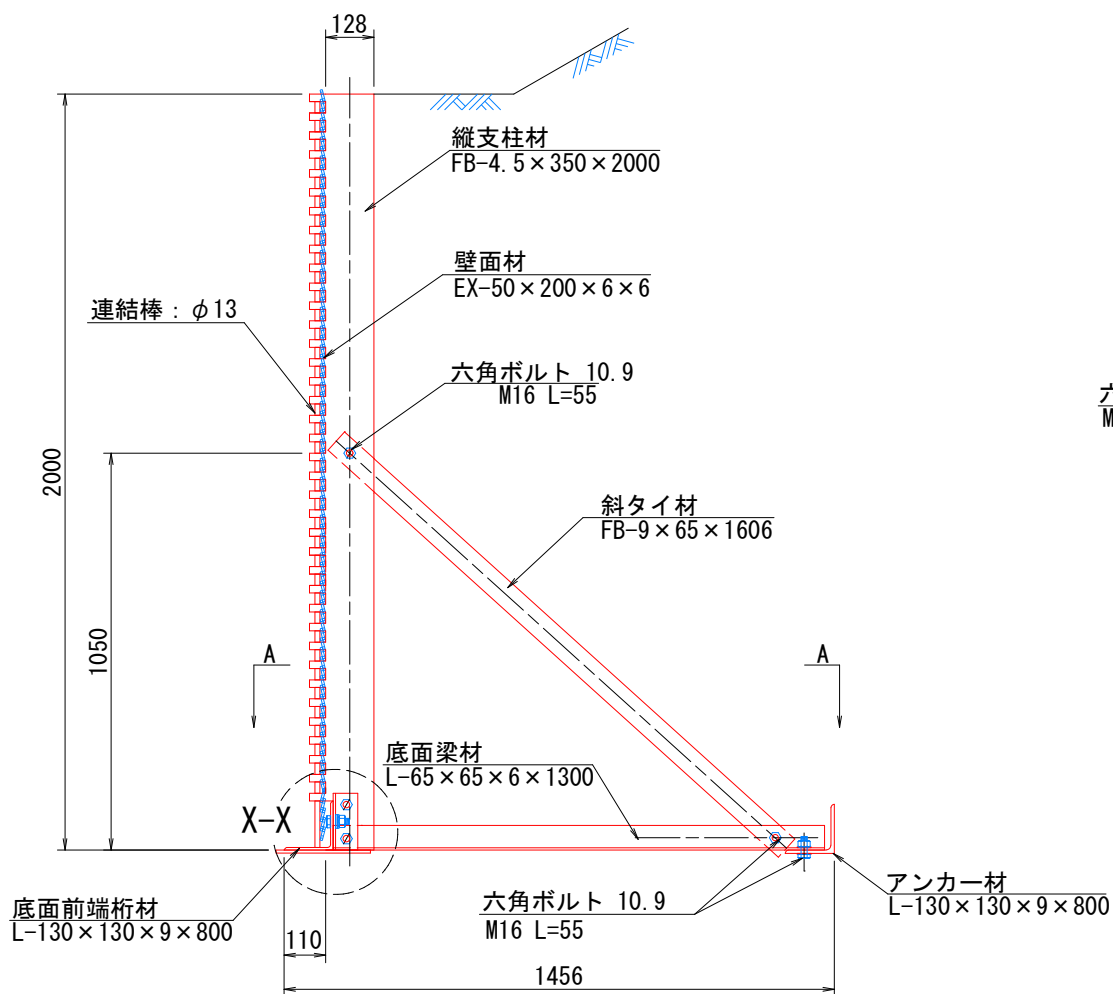 128
縦支柱材
FB-4.5×350×2000
壁面材
EX-50×200×6×6
連結棒：φ13
六角ボルト 10.9
M16 L=55
六
M
2000
斜タイ材
FB-9×65×1606
1050
A
A
底面梁材
L-65×65×6×1300
X-X
アンカー材
L-130×130×9×800
底面前端桁材
L-130×130×9×800
六角ボルト 10.9
M16 L=55
110
1456